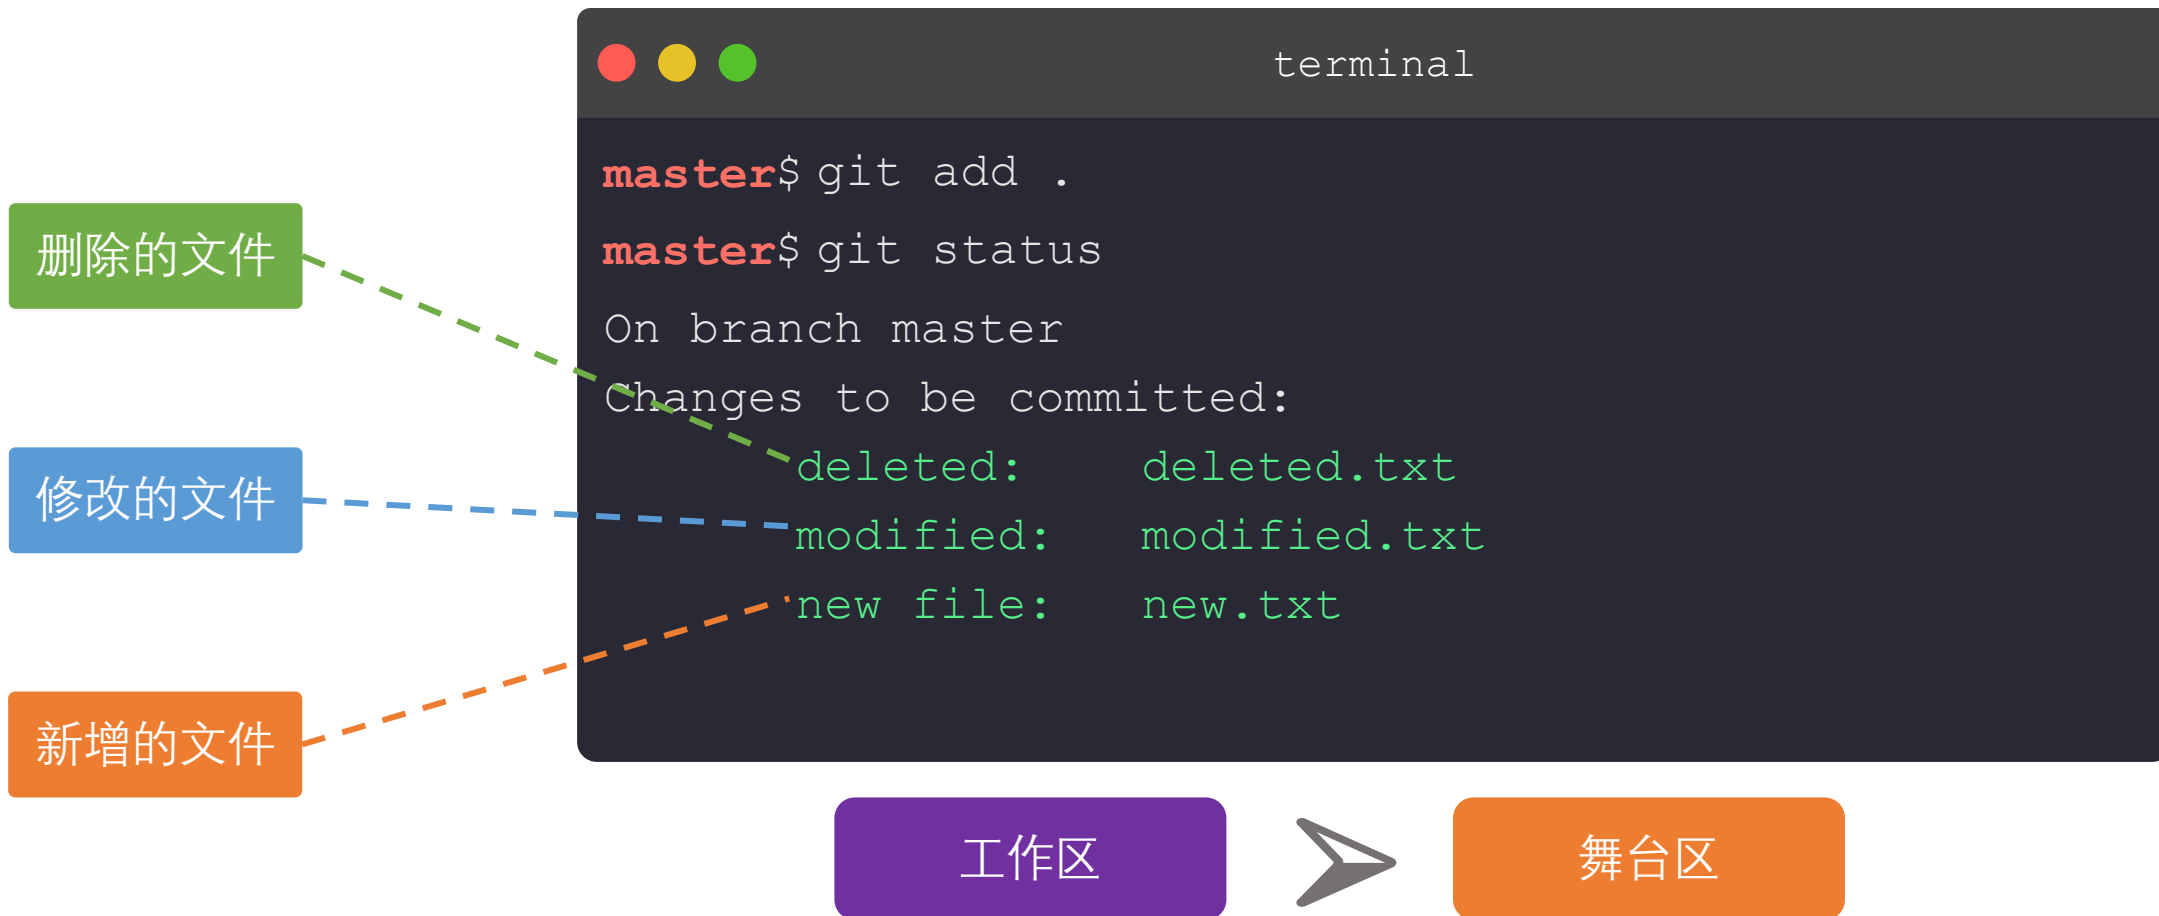 terminal
master$ git add .
master$ git status
On branch master
Changes to be committed:
deleted: deleted.txt
modified: modified.txt
new file: new.txt
删除的文件
修改的文件
新增的文件
工作区
舞台区